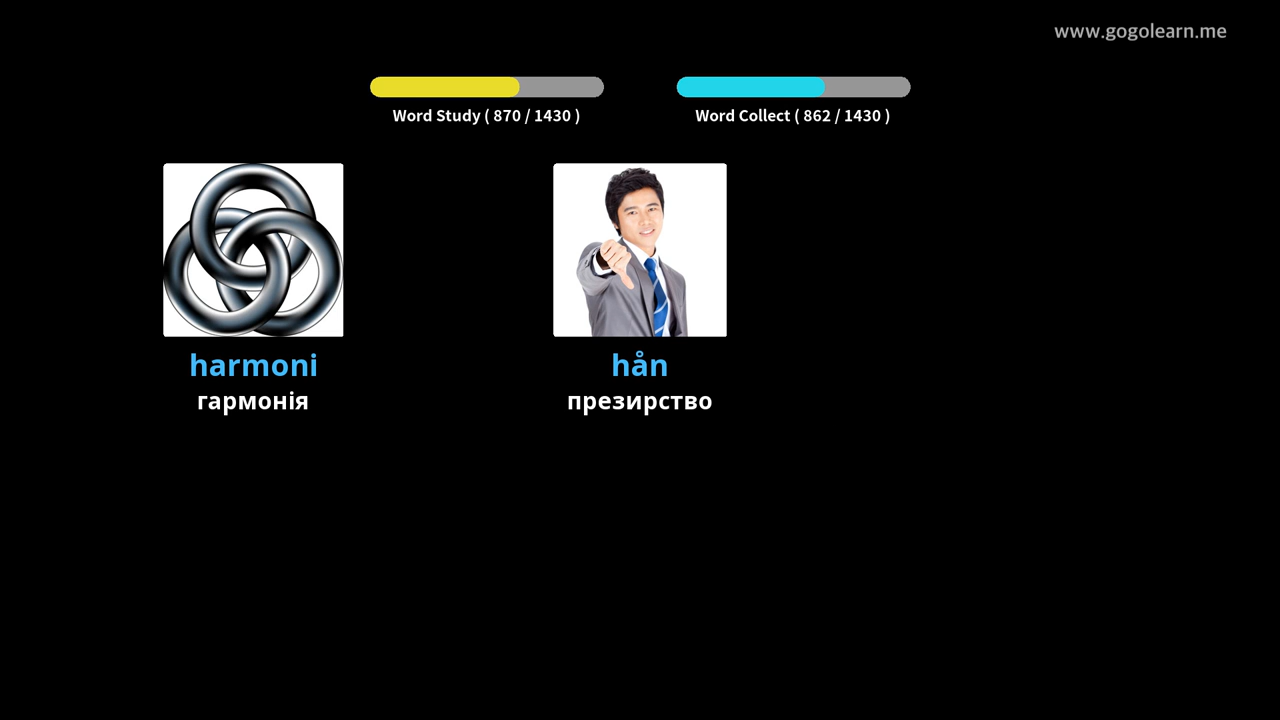 www.gogolearn.me
Word Study ( 870 / 1430 )
Word Collect ( 862 / 1430 )
harmoni
гармонія
hån
презирство